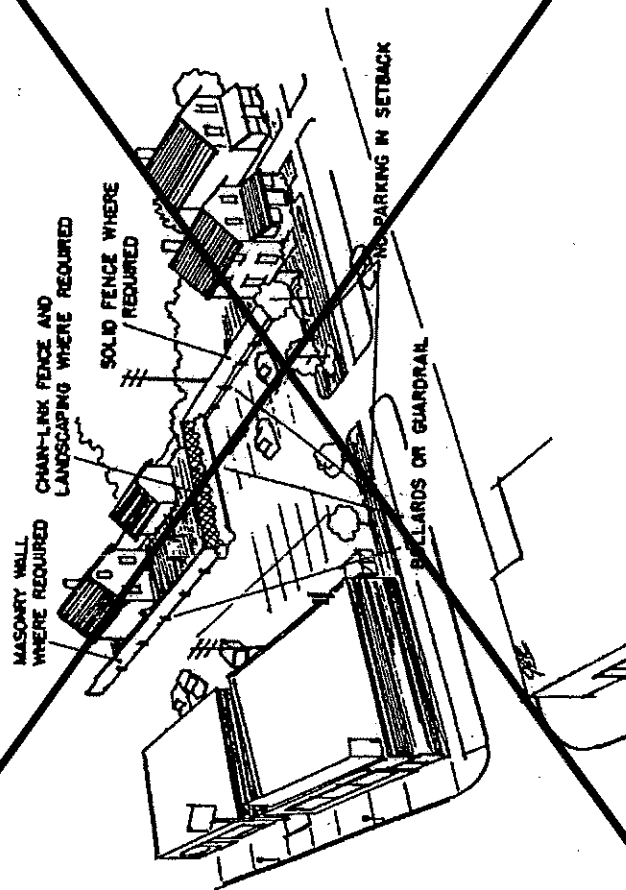 MASONRY WALL
WHERE REQUIRED
CHAIN-LINK FENCE AND
LANDSCAPING WHERE REQUIRED
SOLID FENCE WHERE
REQUIRED
NO PARKING IN SETBACK
BOLLARDS OR GUARDRAIL